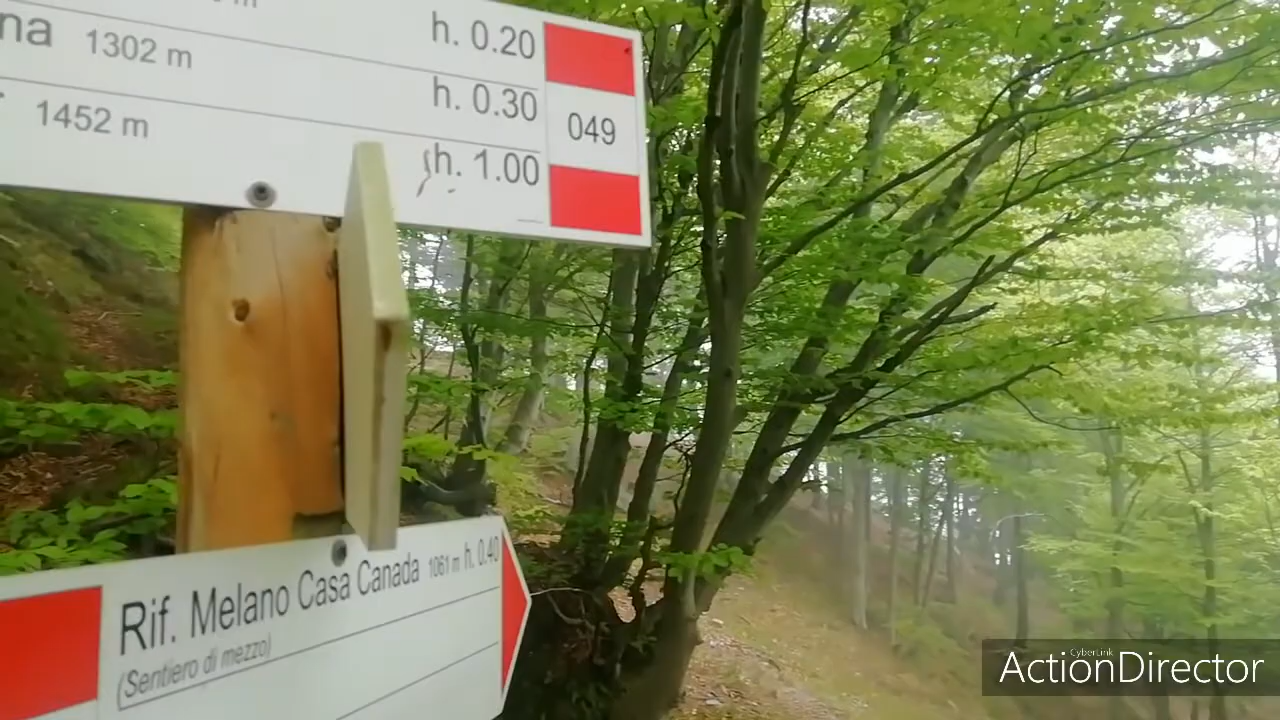 m h. 0.20
na 1302 m h. 0.30
1452 m h. 1.00
049
Rif. Melano Casa Canada 1061 m h. 0.40
(Sentiero di mezzo)
CyberLink
ActionDirector